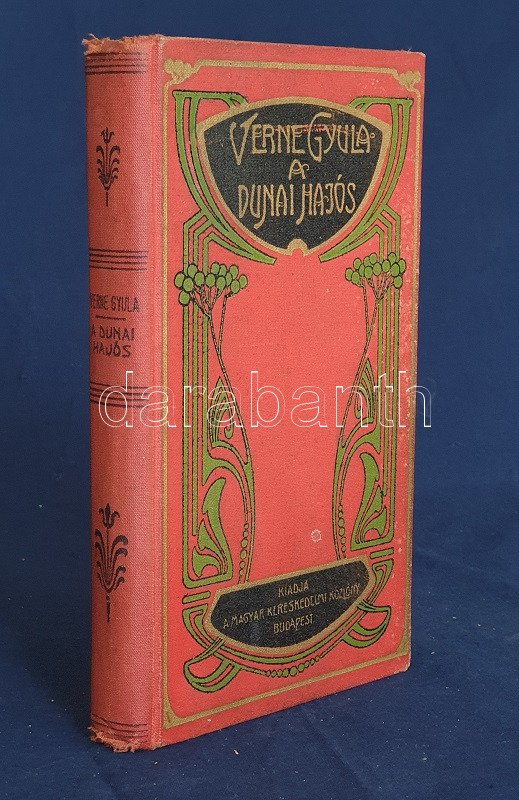 VERNE GYULA
A
DUNAI HAJÓS
VERNE GYULA
A DUNAI
HAJÓS
darabanth
KIADJA
A MAGYAR KERESKEDELMI KÖZLÖNY
BUDAPEST